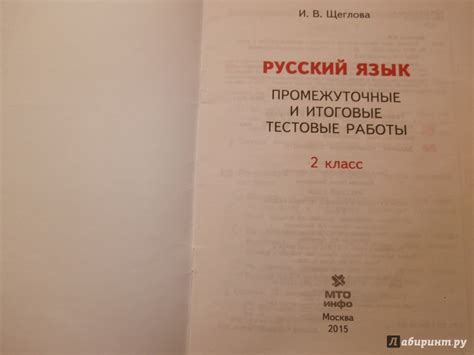 И. В. Щеглова
РУССКИЙ ЯЗЫК
ПРОМЕЖУТОЧНЫЕ
И ИТОГОВЫЕ
ТЕСТОВЫЕ РАБОТЫ
2 класс
МТО
инфо
Москва
2015
Лабиринт.ру